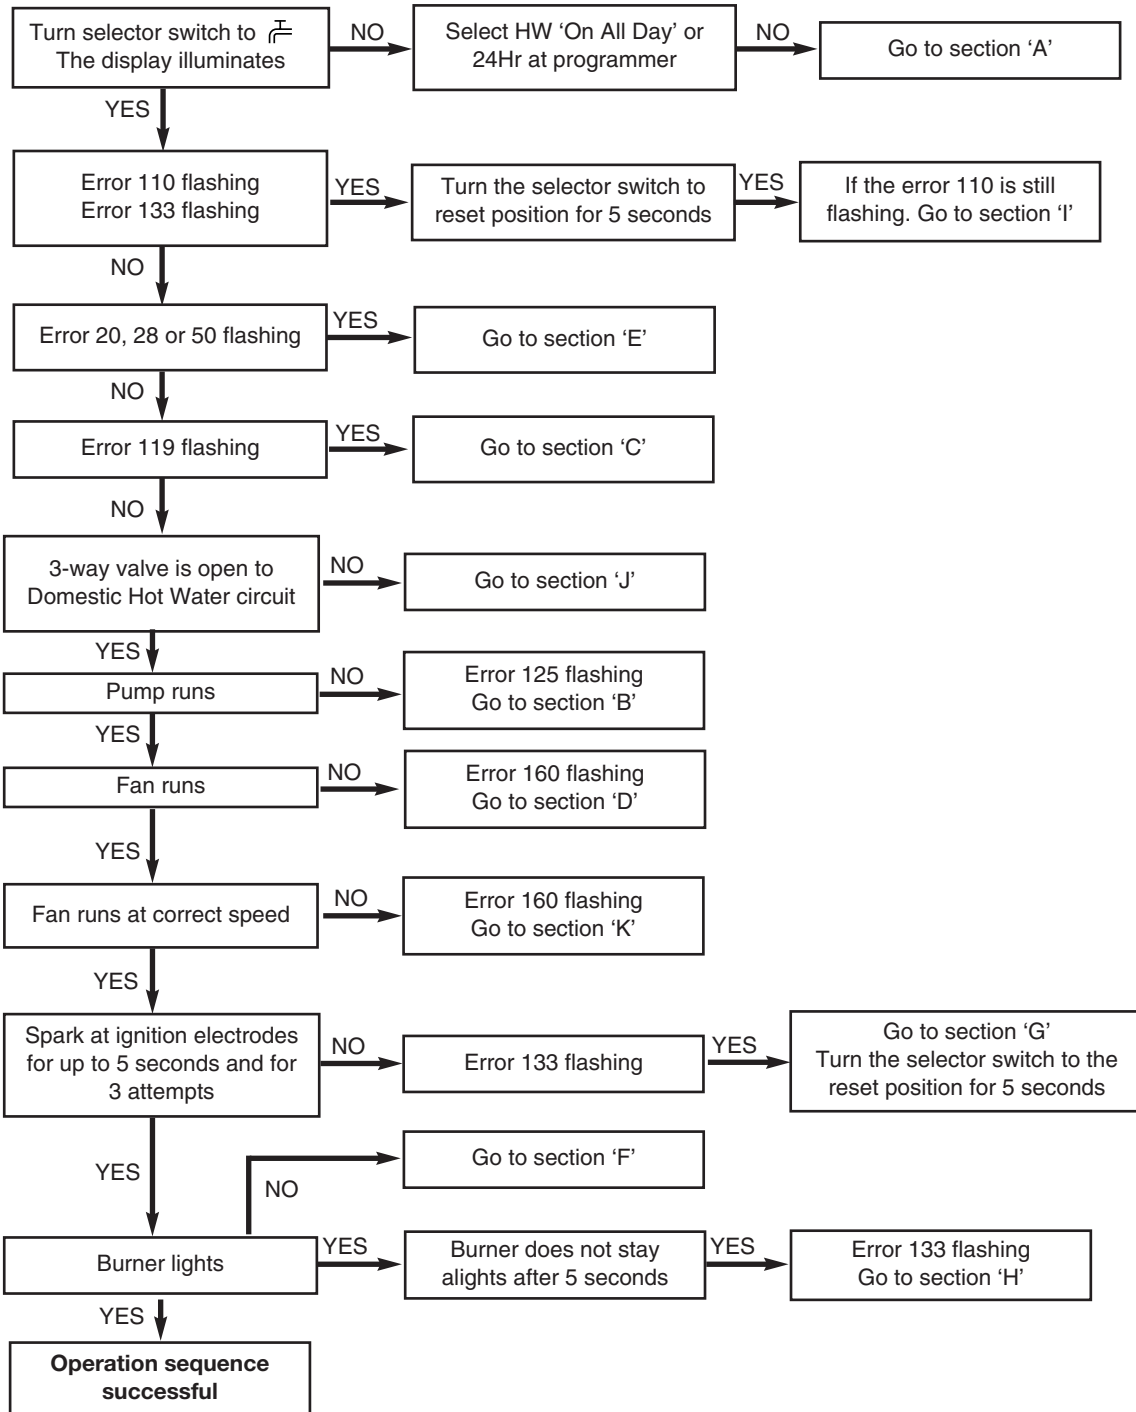 Turn selector switch to
The display illuminates
NO
Select HW ‘On All Day’ or
24Hr at programmer
NO
Go to section ‘A’
YES
Error 110 flashing
Error 133 flashing
YES
Turn the selector switch to
reset position for 5 seconds
YES
If the error 110 is still
flashing. Go to section ‘I’
NO
Error 20, 28 or 50 flashing
YES
Go to section ‘E’
NO
Error 119 flashing
YES
Go to section ‘C’
NO
3-way valve is open to
Domestic Hot Water circuit
NO
Go to section ‘J’
YES
Pump runs
NO
Error 125 flashing
Go to section ‘B’
YES
Fan runs
NO
Error 160 flashing
Go to section ‘D’
YES
Fan runs at correct speed
NO
Error 160 flashing
Go to section ‘K’
YES
Spark at ignition electrodes
for up to 5 seconds and for
3 attempts
NO
Error 133 flashing
YES
Go to section ‘G’
Turn the selector switch to the
reset position for 5 seconds
YES
NO
Go to section ‘F’
Burner lights
YES
Burner does not stay
alights after 5 seconds
YES
Error 133 flashing
Go to section ‘H’
YES
Operation sequence
successful